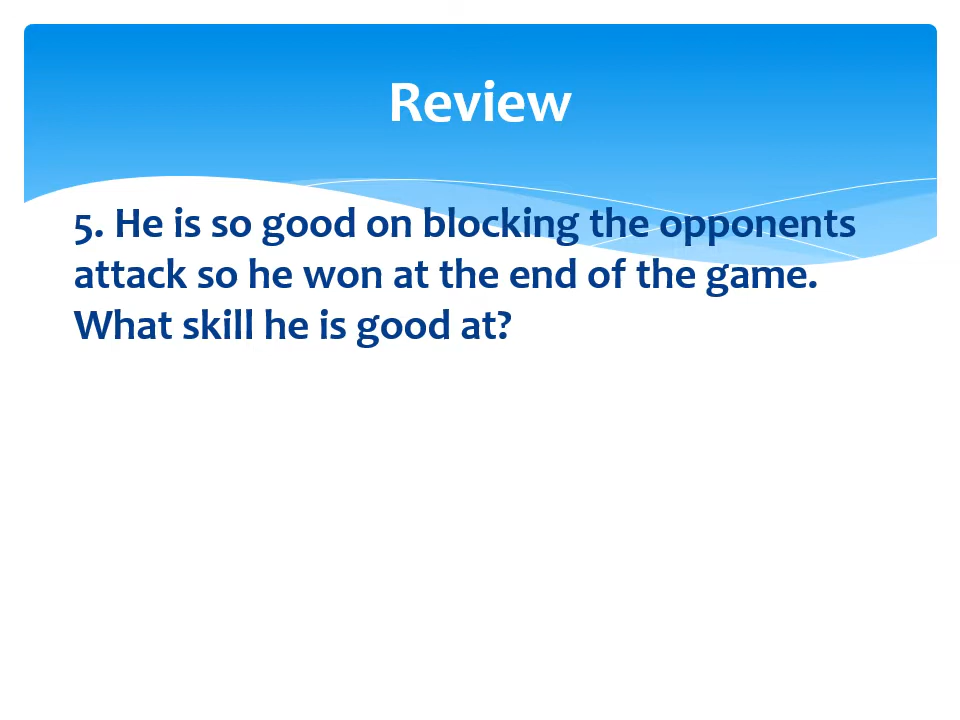 Review
5. He is so good on blocking the opponents
attack so he won at the end of the game.
What skill he is good at?